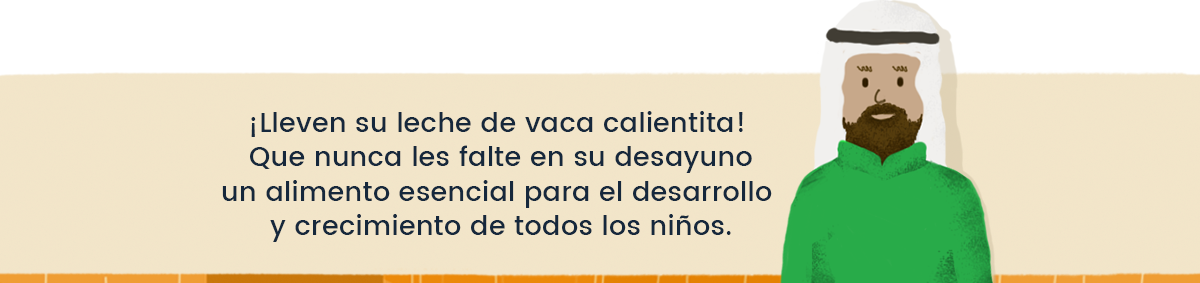 ¡Lleven su leche de vaca calientita!
Que nunca les falte en su desayuno
un alimento esencial para el desarrollo
y crecimiento de todos los niños.